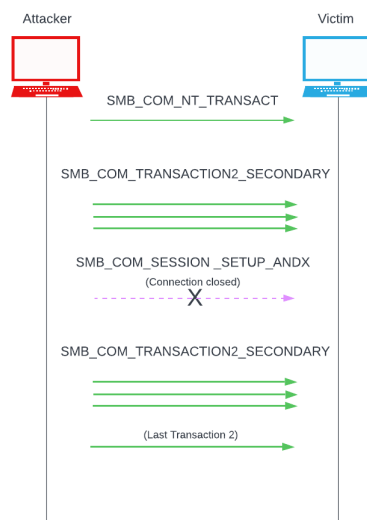 Attacker Victim
SMB_COM_NT_TRANSACT
SMB_COM_TRANSACTION2_SECONDARY
SMB_COM_SESSION _SETUP_ANDX
(Connection closed)
X
SMB_COM_TRANSACTION2_SECONDARY
(Last Transaction 2)